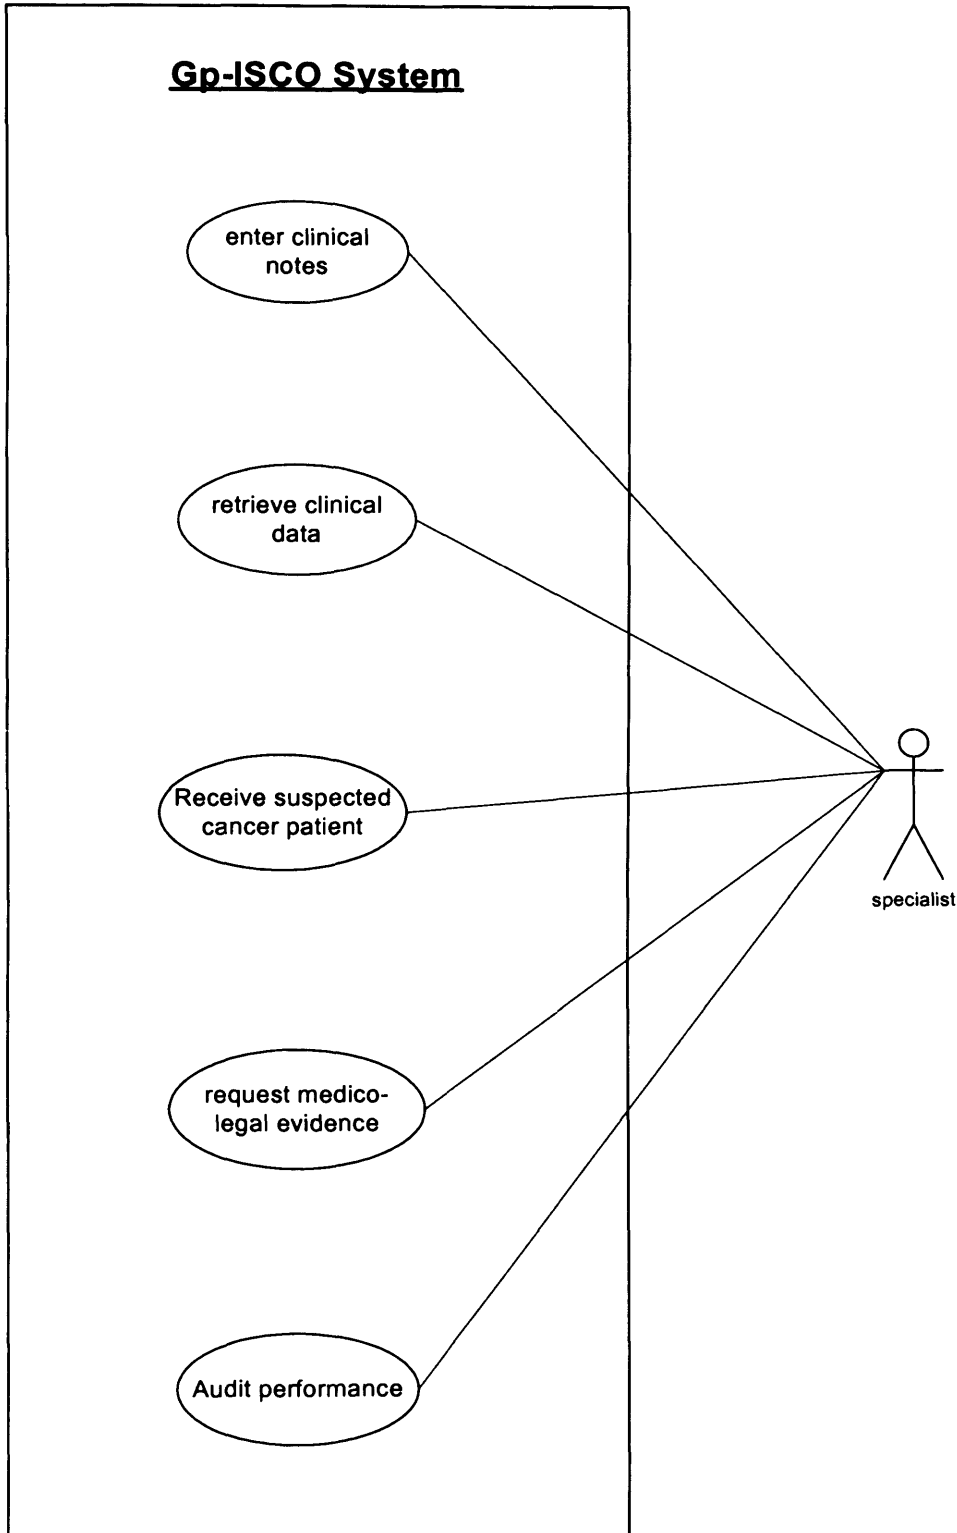 Gp-ISCO System
enter clinical
notes
retrieve clinical
data
Receive suspected
cancer patient
specialist
request medico-
legal evidence
Audit performance